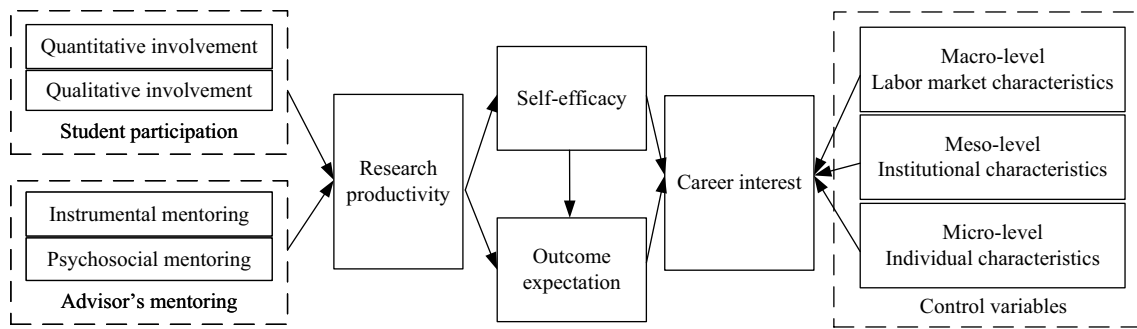 Quantitative involvement
Qualitative involvement
Student participation
Instrumental mentoring
Psychosocial mentoring
Advisor’s mentoring
Research
productivity
Self-efficacy
Outcome
expectation
Career interest
Macro-level
Labor market characteristics
Meso-level
Institutional characteristics
Micro-level
Individual characteristics
Control variables